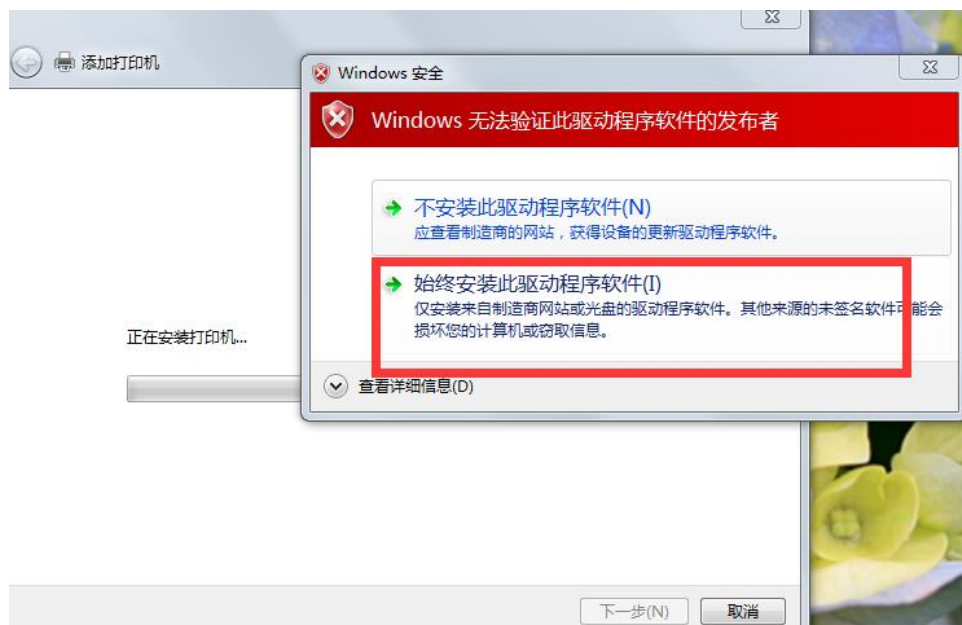 添加打印机
Windows 安全
Windows 无法验证此驱动程序软件的发布者
不安装此驱动程序软件(N)
应查看制造商的网站，获得设备的更新驱动程序软件。
始终安装此驱动程序软件(I)
仅安装来自制造商网站或光盘的驱动程序软件。其他来源的未签名软件可能会
损坏您的计算机或窃取信息。
查看详细信息(D)
正在安装打印机...
下一步(N)
取消